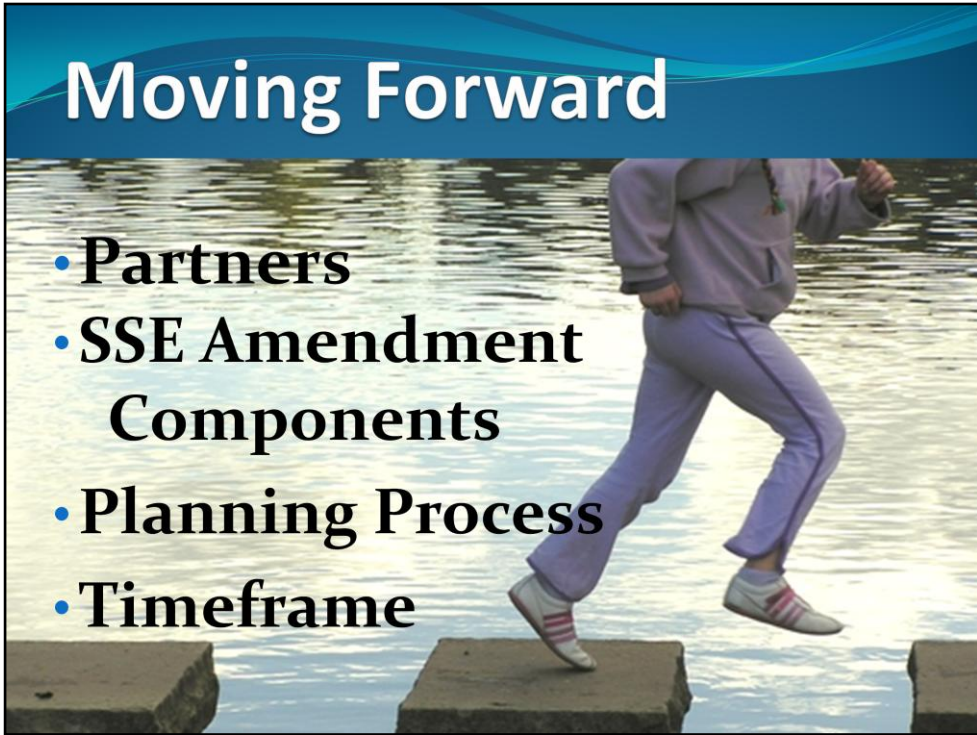 Moving Forward
• Partners
• SSE Amendment
Components
• Planning Process
• Timeframe